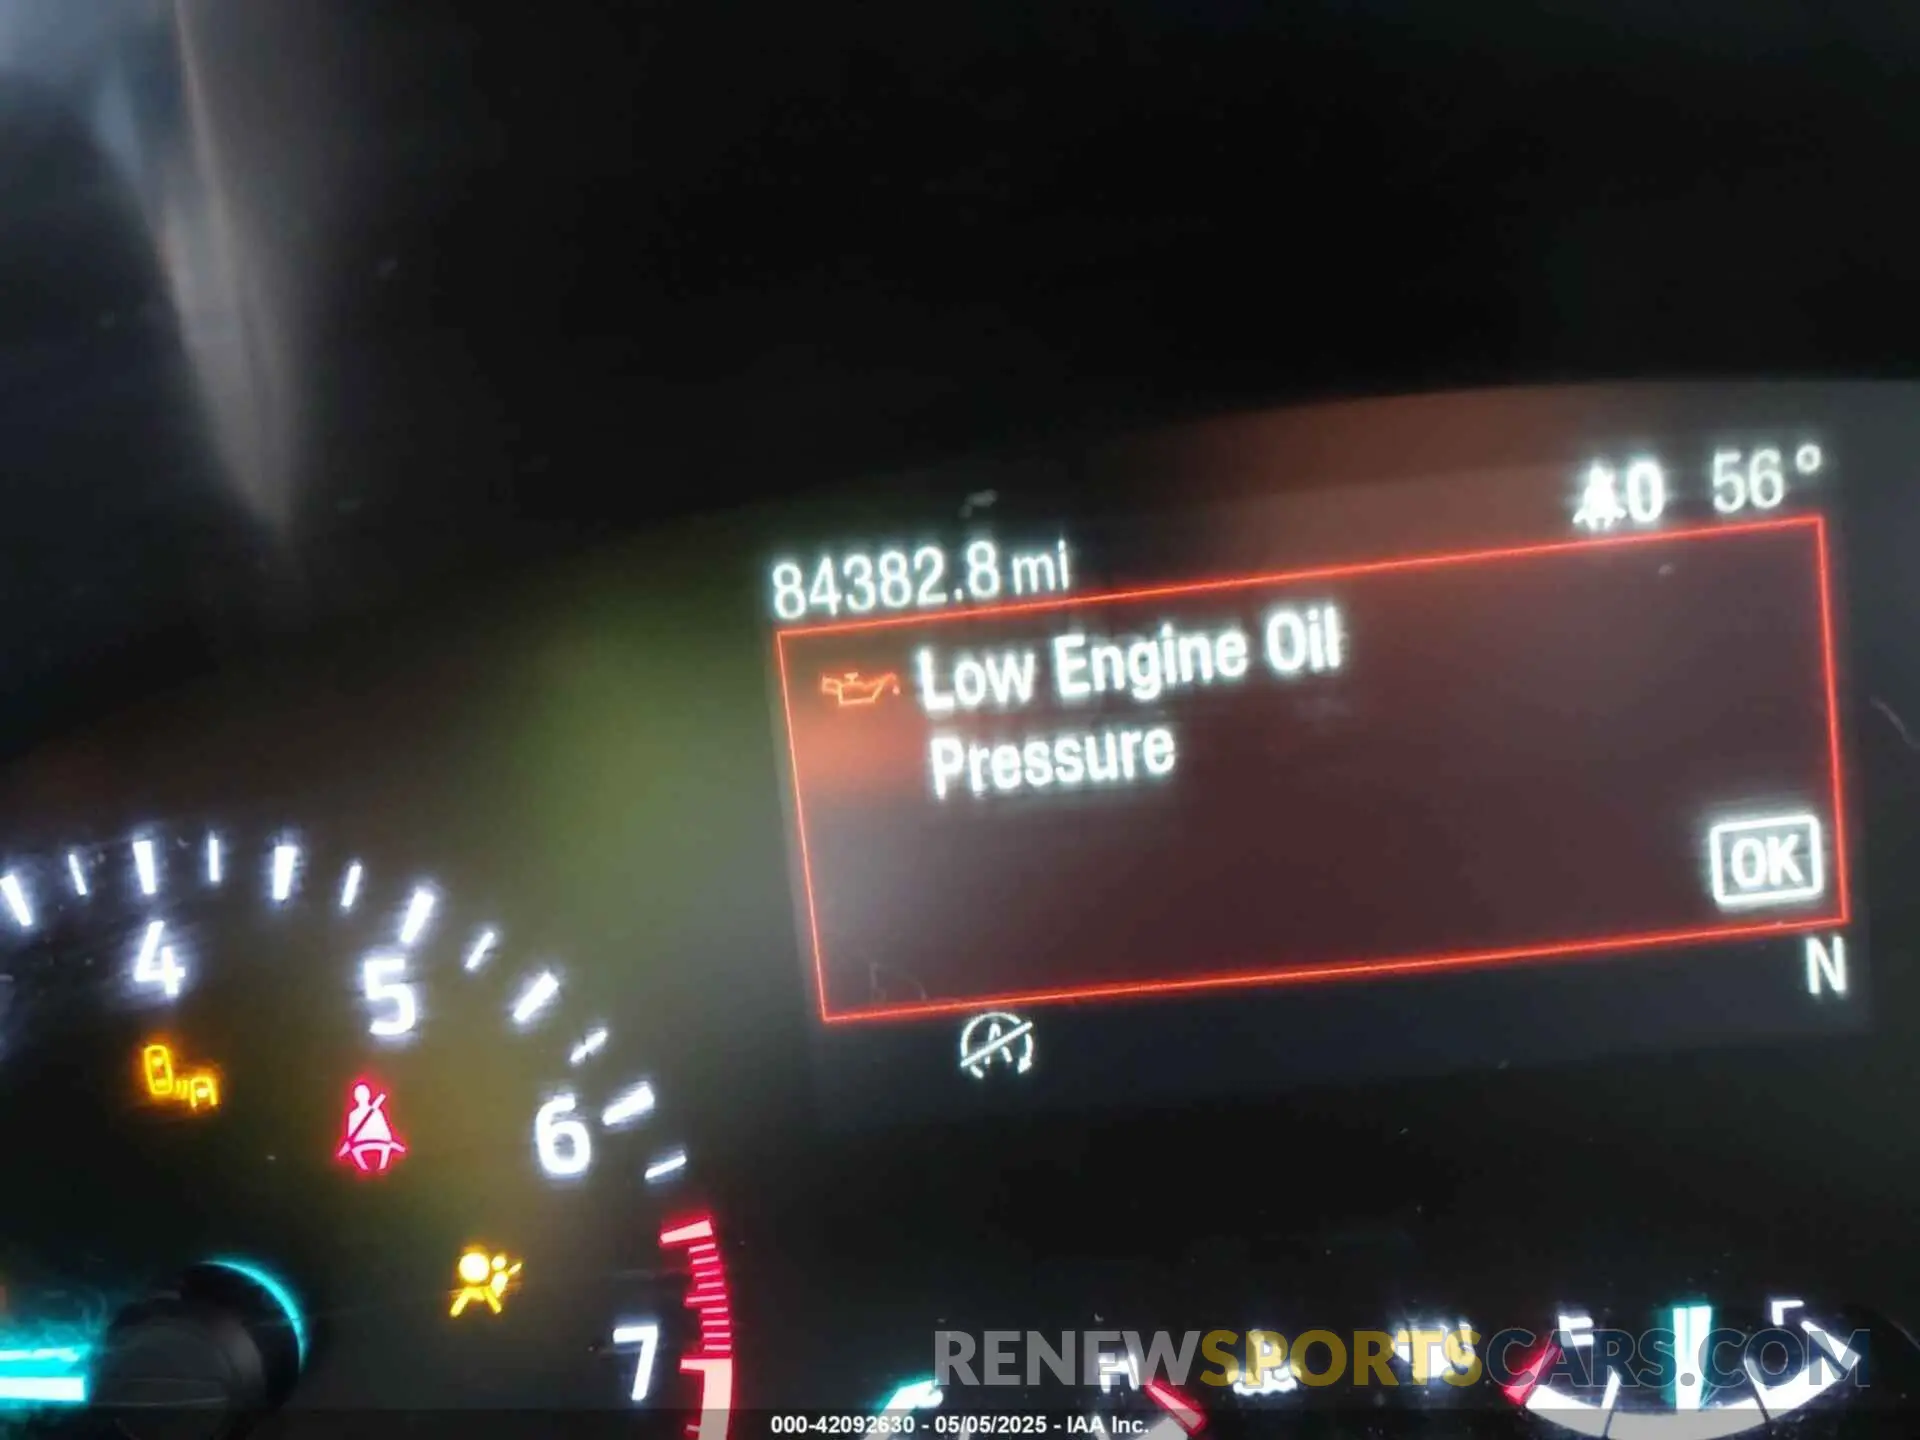 0 56°
84382.8 mi
Low Engine Oil
Pressure
OK
N
4
5
6
7
H
E
F
RENEWSPORTSCARS.COM
000-42092630 - 05/05/2025 - IAA Inc.